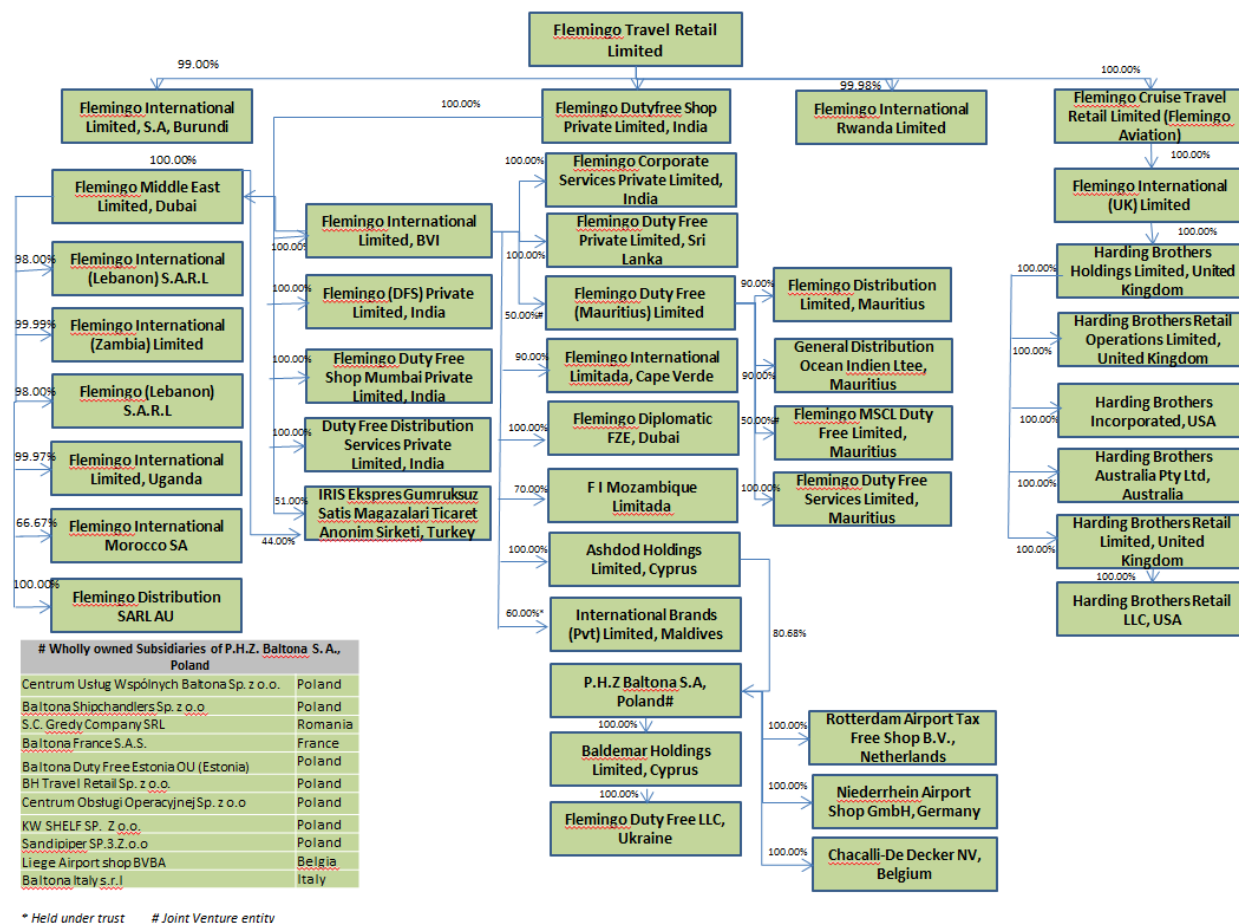 Flemingo Travel Retail
Limited
99.00%
100.00%
99.98%
100.00%
Flemingo International
Limited, S.A, Burundi
Flemingo Dutyfree Shop
Private Limited, India
Flemingo International
Rwanda Limited
Flemingo Cruise Travel
Retail Limited (Flemingo
Aviation)
100.00%
Flemingo Middle East
Limited, Dubai
98.00%
Flemingo International
(Lebanon) S.A.R.L
99.99%
Flemingo International
(Zambia) Limited
98.00%
Flemingo (Lebanon)
S.A.R.L
99.97%
Flemingo International
Limited, Uganda
66.67%
Flemingo International
Morocco SA
100.00%
Flemingo Distribution
SARL AU
Flemingo International
Limited, BVI
100.00%
100.00%
Flemingo (DFS) Private
Limited, India
100.00%
Flemingo Duty Free
Shop Mumbai Private
Limited, India
100.00%
Duty Free Distribution
Services Private
Limited, India
51.00%
44.00%
IRIS Ekspres Gumruksuz
Satis Magazalari Ticaret
Anonim Sirketi, Turkey
100.00%
Flemingo Corporate
Services Private Limited,
India
100.00%
Flemingo Duty Free
Private Limited, Sri
Lanka
50.00%#
Flemingo Duty Free
(Mauritius) Limited
90.00%
Flemingo International
Limitada, Cape Verde
100.00%
Flemingo Diplomatic
FZE, Dubai
70.00%
F I Mozambique
Limitada
100.00%
Ashdod Holdings
Limited, Cyprus
60.00%*
International Brands
(Pvt) Limited, Maldives
80.68%
P.H.Z Baltona S.A,
Poland#
100.00%
Baldemar Holdings
Limited, Cyprus
100.00%
Flemingo Duty Free LLC,
Ukraine
90.00%
Flemingo Distribution
Limited, Mauritius
90.00%
General Distribution
Ocean Indien Ltee,
Mauritius
50.00%#
Flemingo MSCL Duty
Free Limited,
Mauritius
100.00%
Flemingo Duty Free
Services Limited,
Mauritius
100.00%
Rotterdam Airport Tax
Free Shop B.V.,
Netherlands
100.00%
Niederrhein Airport
Shop GmbH, Germany
100.00%
Chacalli-De Decker NV,
Belgium
100.00%
Flemingo International
(UK) Limited
100.00%
100.00%
Harding Brothers
Holdings Limited, United
Kingdom
100.00%
Harding Brothers Retail
Operations Limited,
United Kingdom
100.00%
Harding Brothers
Incorporated, USA
100.00%
Harding Brothers
Australia Pty Ltd,
Australia
100.00%
Harding Brothers Retail
Limited, United
Kingdom
100.00%
Harding Brothers Retail
LLC, USA
# Wholly owned Subsidiaries of P.H.Z. Baltona S. A.,
Poland
Centrum Usług Wspólnych Baltona Sp. z o.o. Poland
Baltona Shipchandlers Sp. z o.o Poland
S.C. Gredy Company SRL Romania
Baltona France S.A.S. France
Baltona Duty Free Estonia OU (Estonia) Poland
BH Travel Retail Sp. z o.o. Poland
Centrum Obsługi Operacyjnej Sp. z o.o Poland
KW SHELF SP. Z o.o. Poland
Sandipiper SP.3.Z.o.o Poland
Liege Airport shop BVBA Belgia
Baltona Italy s.r.l Italy
* Held under trust # Joint Venture entity